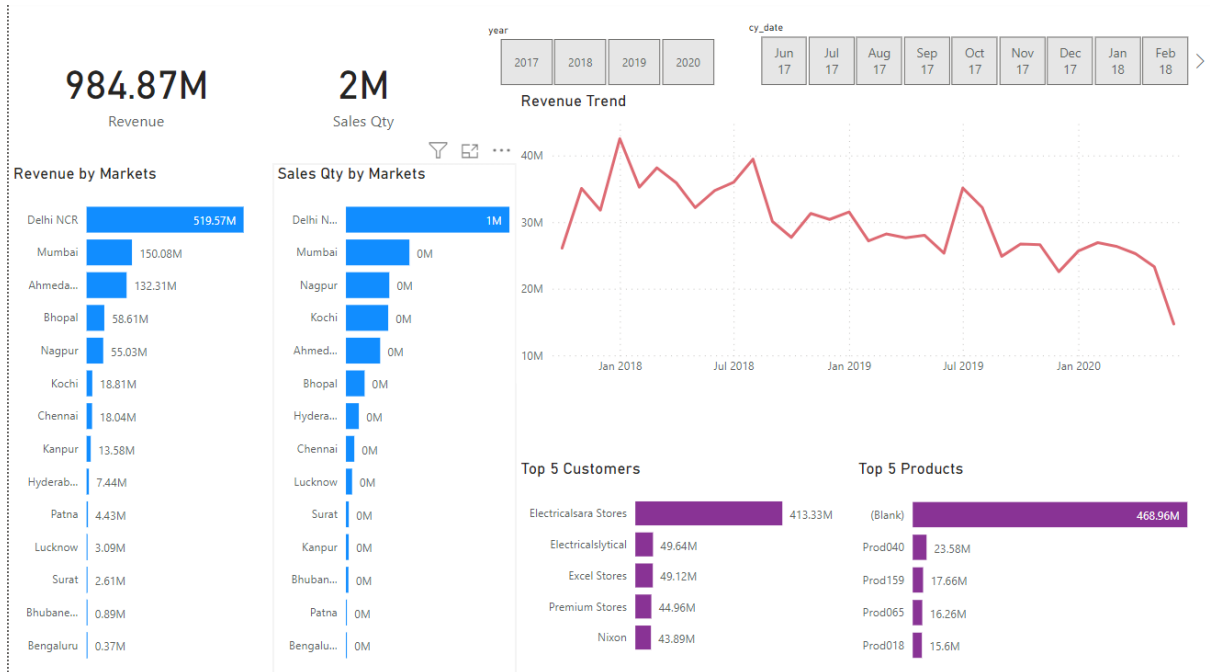 984.87M
Revenue
2M
Sales Qty
year
2017 2018 2019 2020
cy_date
Jun 17 Jul 17 Aug 17 Sep 17 Oct 17 Nov 17 Dec 17 Jan 18 Feb 18
Revenue by Markets
Delhi NCR 519.57M
Mumbai 150.08M
Ahmeda... 132.31M
Bhopal 58.61M
Nagpur 55.03M
Kochi 18.81M
Chennai 18.04M
Kanpur 13.58M
Hyderab... 7.44M
Patna 4.43M
Lucknow 3.09M
Surat 2.61M
Bhubane... 0.89M
Bengaluru 0.37M
Sales Qty by Markets
Delhi N... 1M
Mumbai 0M
Nagpur 0M
Kochi 0M
Ahmed... 0M
Bhopal 0M
Hydera... 0M
Chennai 0M
Lucknow 0M
Surat 0M
Kanpur 0M
Bhuban... 0M
Patna 0M
Bengalu... 0M
Revenue Trend
40M
30M
20M
10M
Jan 2018 Jul 2018 Jan 2019 Jul 2019 Jan 2020
Top 5 Customers
Electricalsara Stores 413.33M
Electricalslytical 49.64M
Excel Stores 49.12M
Premium Stores 44.96M
Nixon 43.89M
Top 5 Products
(Blank) 468.96M
Prod040 23.58M
Prod159 17.66M
Prod065 16.26M
Prod018 15.6M